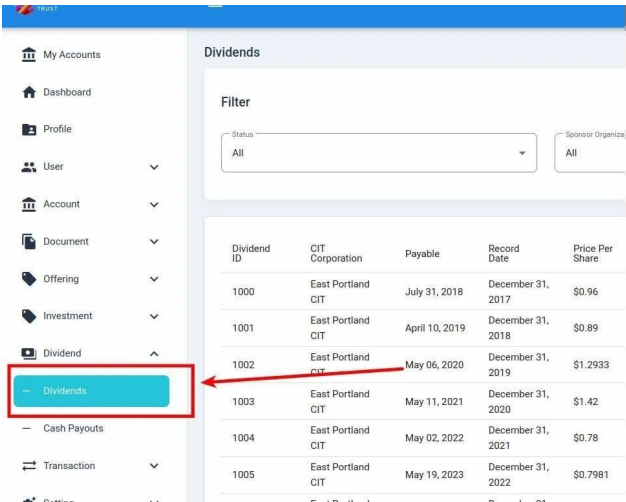 TRUST
My Accounts
Dashboard
Profile
User
Account
Document
Offering
Investment
Dividend
Dividends
Cash Payouts
Transaction
Dividends
Filter
Status
All
Sponsor Organiza
All
Dividend ID
CIT Corporation
Payable
Record Date
Price Per Share
1000 East Portland CIT July 31, 2018 December 31, 2017 $0.96
1001 East Portland CIT April 10, 2019 December 31, 2018 $0.89
1002 East Portland CIT May 06, 2020 December 31, 2019 $1.2933
1003 East Portland CIT May 11, 2021 December 31, 2020 $1.42
1004 East Portland CIT May 02, 2022 December 31, 2021 $0.78
1005 East Portland CIT May 19, 2023 December 31, 2022 $0.7981